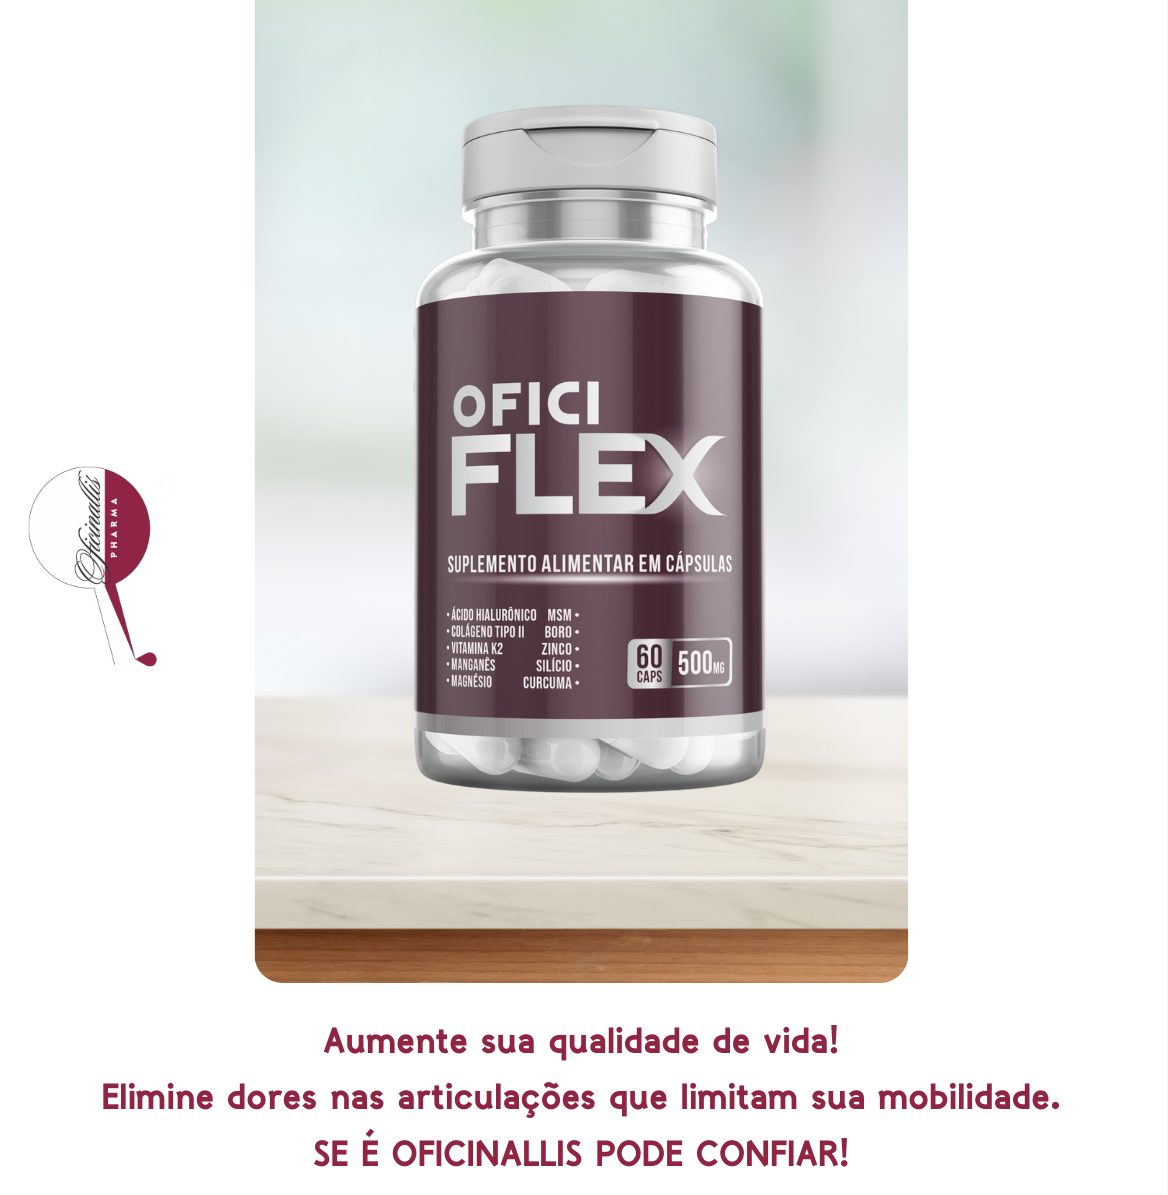 OFICI
FLEX
SUPLEMENTO ALIMENTAR EM CÁPSULAS
• ÁCIDO HIALURÔNICO MSM •
• COLÁGENO TIPO II BORO •
• VITAMINA K2 ZINCO •
• MANGANÊS SILÍCIO •
• MAGNÉSIO CURCUMA •
60 CAPS 500MG
Oficinallis
PHARMA
Aumente sua qualidade de vida!
Elimine dores nas articulações que limitam sua mobilidade.
SE É OFICINALLIS PODE CONFIAR!